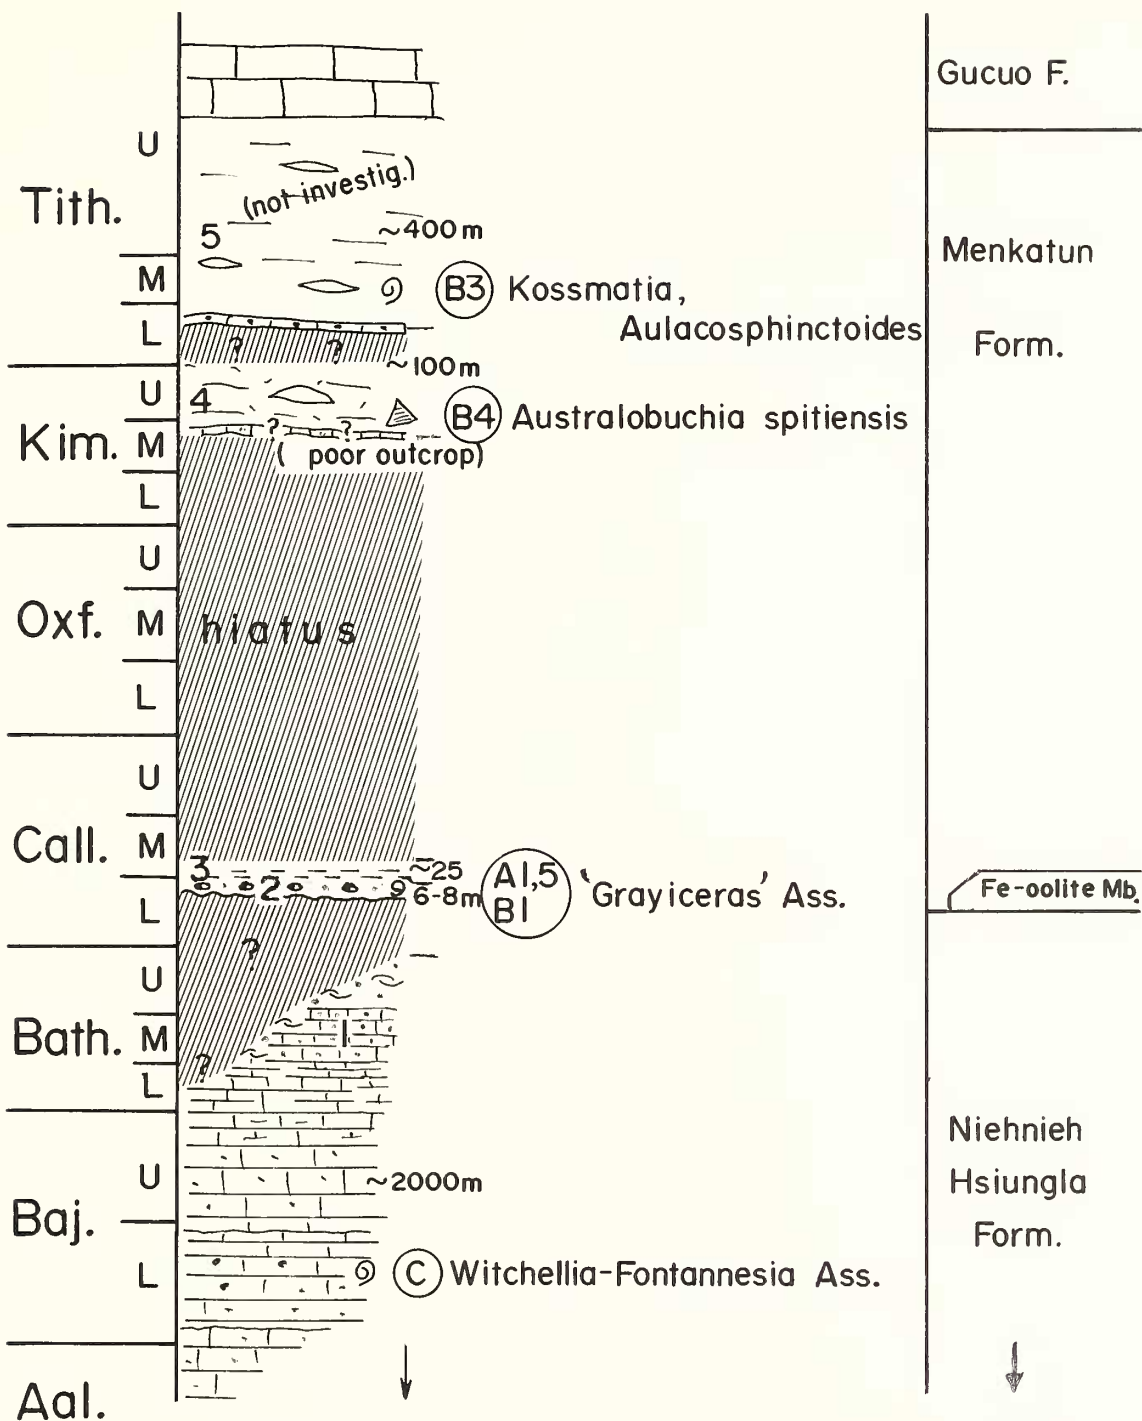 Gucuo F.
U
Tith.
(not investig.)
5
~400m
Menkatun
M
B3 Kossmatia,
Aulacosphinctoides
L
? ?
Form.
~100m
U
4
B4 Australobuchia spitiensis
Kim.
M
? ?
( poor outcrop)
L
U
Oxf.
M
hiatus
L
U
Call.
M
3
~25
A1,5
'Grayiceras' Ass.
Fe-oolite Mb.
2
6-8m
B1
L
?
U
Bath.
M
1
?
L
Niehnieh
U
~2000m
Hsiungla
Baj.
Form.
L
C Witchellia-Fontannesia Ass.
Aal.